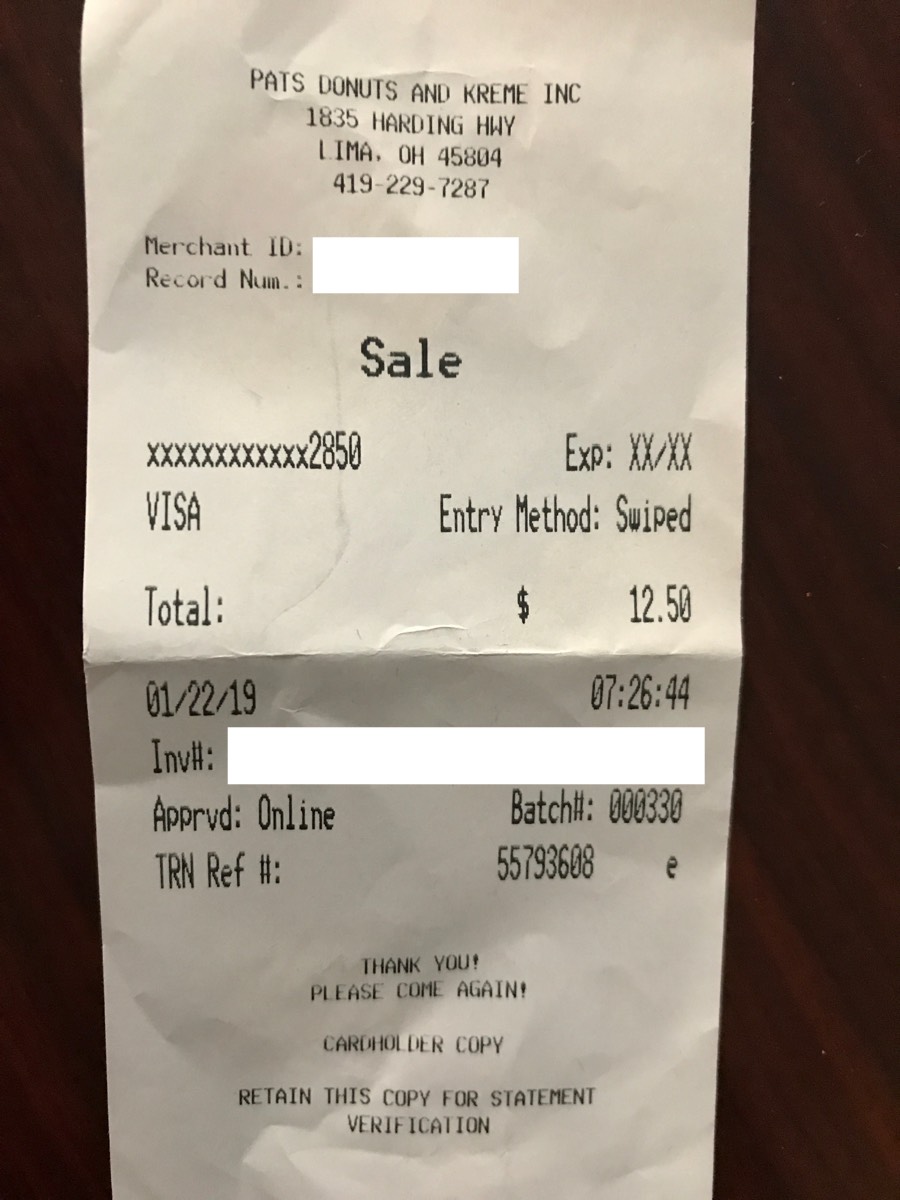 PATS DONUTS AND KREME INC
1835 HARDING HWY
LIMA, OH 45804
419-229-7287
Merchant ID:
Record Num.:
Sale
xxxxxxxxxxxx2850 Exp: XX/XX
VISA Entry Method: Swiped
Total: $ 12.50
01/22/19 07:26:44
Inv#:
Apprvd: Online Batch#: 000330
TRN Ref #: 55793608 e
THANK YOU!
PLEASE COME AGAIN!
CARDHOLDER COPY
RETAIN THIS COPY FOR STATEMENT
VERIFICATION